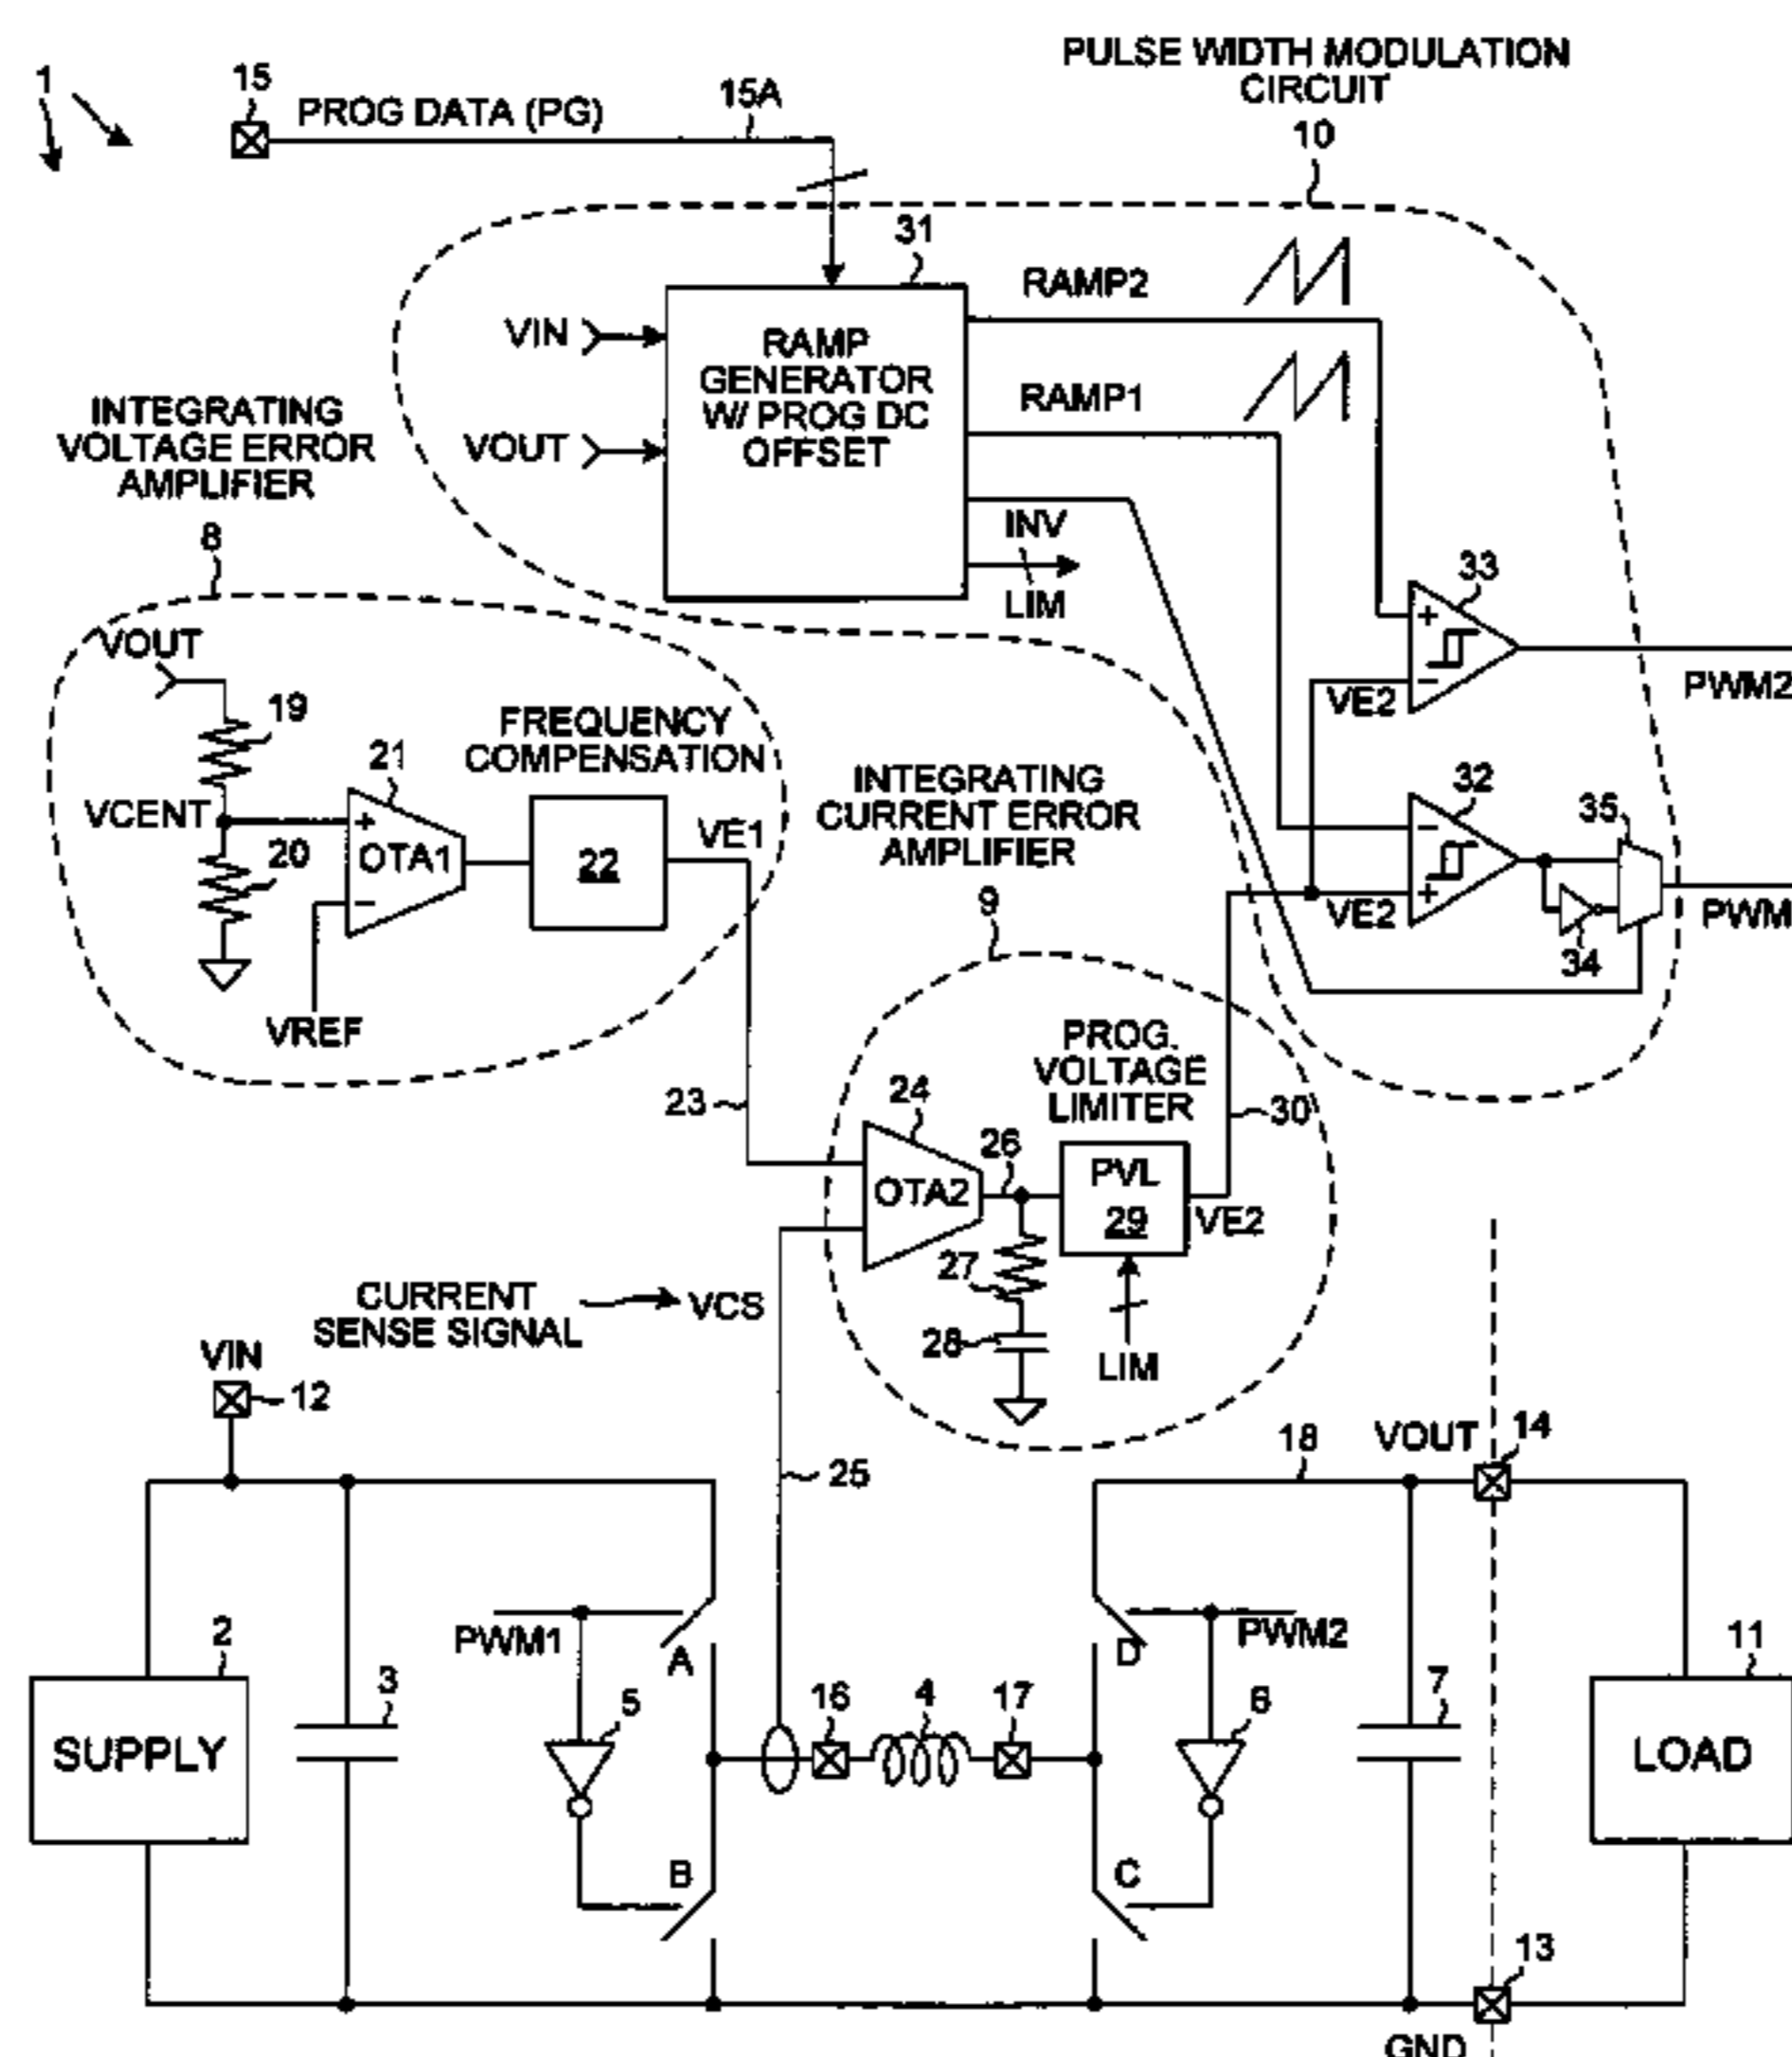 1
15
PROG DATA (PG)
15A
PULSE WIDTH MODULATION
CIRCUIT
10
31
RAMP2
VIN
RAMP
GENERATOR
W/ PROG DC
OFFSET
RAMP1
VOUT
INTEGRATING
VOLTAGE ERROR
AMPLIFIER
8
INV
LIM
33
+
−
VE2
PWM2
VOUT
19
VCENT
20
21
+
OTA1
−
VREF
FREQUENCY
COMPENSATION
22
VE1
INTEGRATING
CURRENT ERROR
AMPLIFIER
9
32
−
+
VE2
35
34
PWM
PROG.
VOLTAGE
LIMITER
23
24
OTA2
26
PVL
29
30
VE2
27
28
LIM
CURRENT
SENSE SIGNAL
VCS
VIN
12
25
18
VOUT
14
PWM1
A
D
PWM2
2
SUPPLY
3
5
16
4
17
6
7
11
LOAD
B
C
13
GND